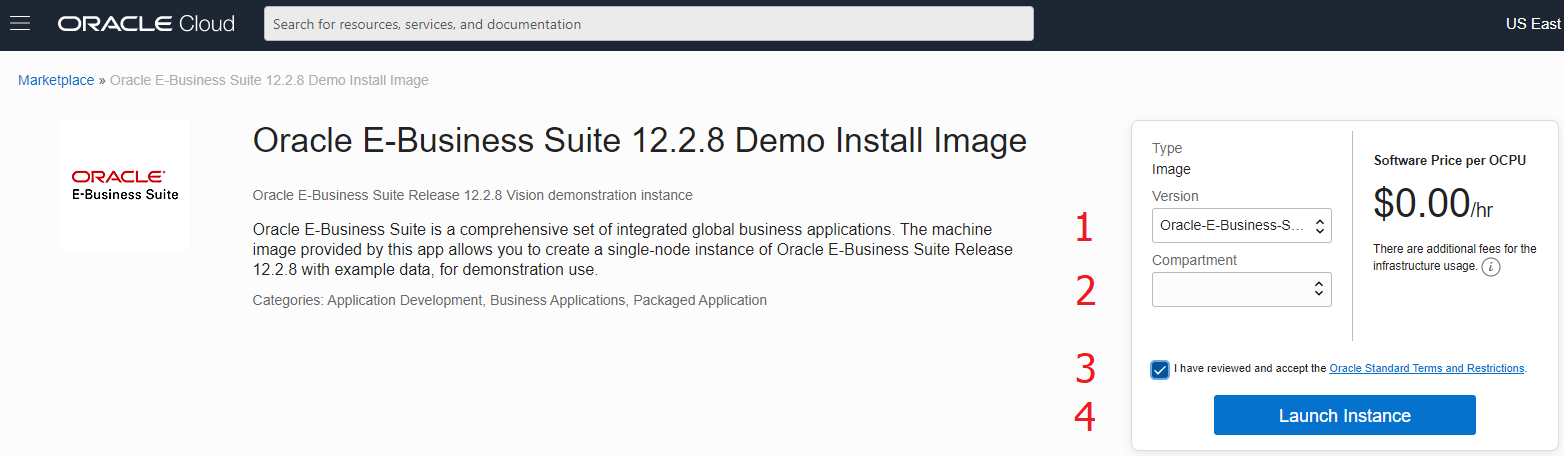 ORACLE Cloud
Search for resources, services, and documentation
US East
Marketplace » Oracle E-Business Suite 12.2.8 Demo Install Image
ORACLE
E-Business Suite
Oracle E-Business Suite 12.2.8 Demo Install Image
Oracle E-Business Suite Release 12.2.8 Vision demonstration instance
Oracle E-Business Suite is a comprehensive set of integrated global business applications. The machine
image provided by this app allows you to create a single-node instance of Oracle E-Business Suite Release
12.2.8 with example data, for demonstration use.
Categories: Application Development, Business Applications, Packaged Application
1
2
3
4
Type
Image
Version
Oracle-E-Business-S...
Compartment
Software Price per OCPU
$0.00/hr
There are additional fees for the
infrastructure usage. i
I have reviewed and accept the Oracle Standard Terms and Restrictions.
Launch Instance